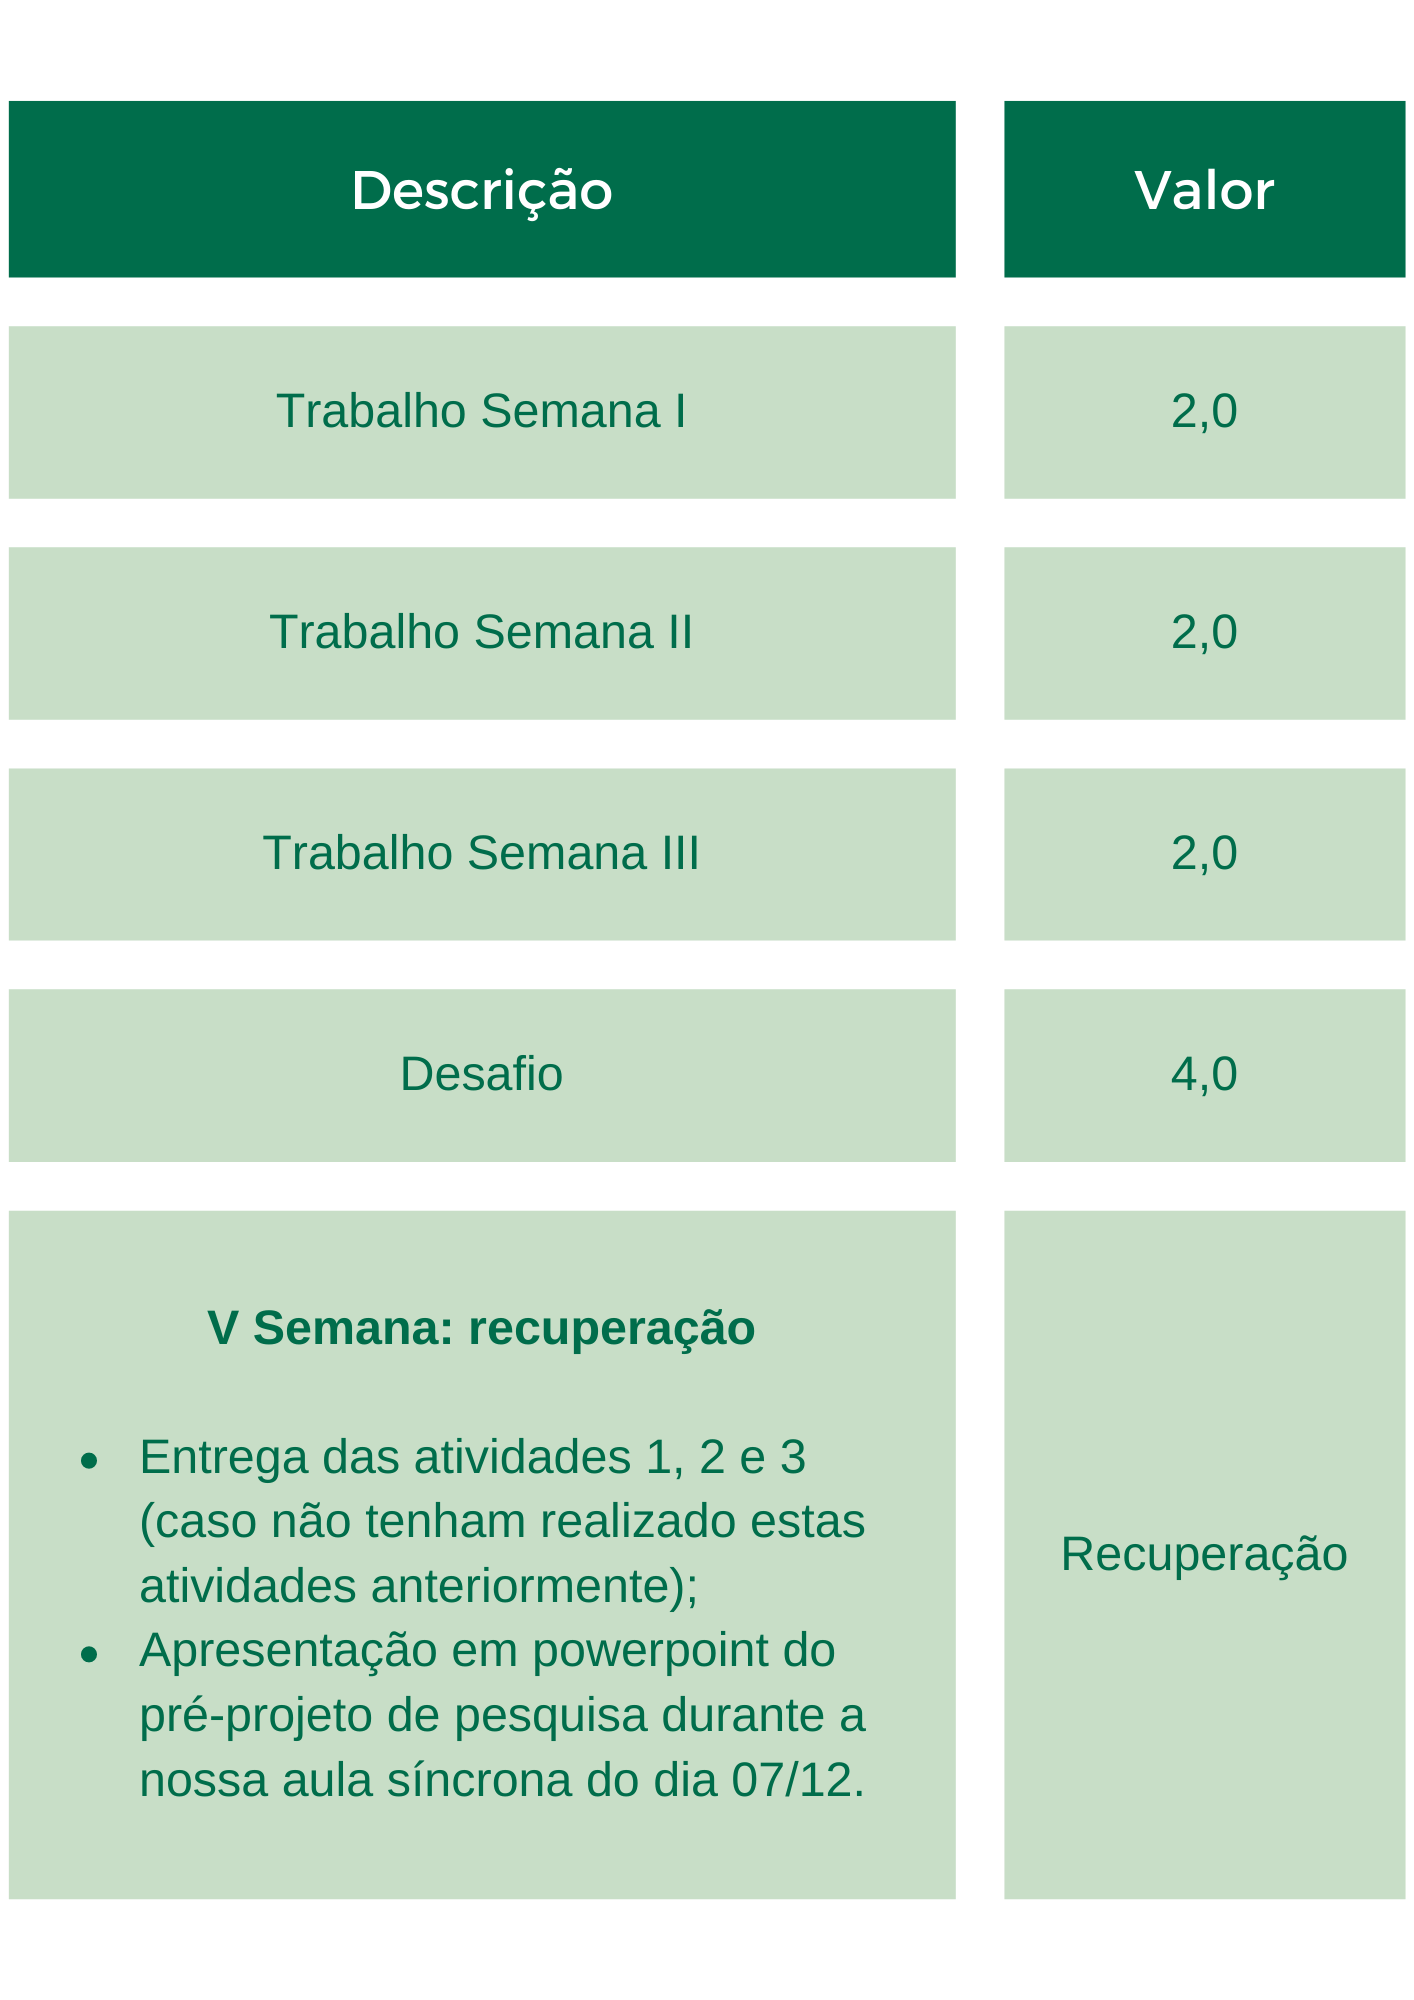 Descrição
Valor
Trabalho Semana I
2,0
Trabalho Semana II
2,0
Trabalho Semana III
2,0
Desafio
4,0
V Semana: recuperação
• Entrega das atividades 1, 2 e 3
(caso não tenham realizado estas
atividades anteriormente);
• Apresentação em powerpoint do
pré-projeto de pesquisa durante a
nossa aula síncrona do dia 07/12.
Recuperação